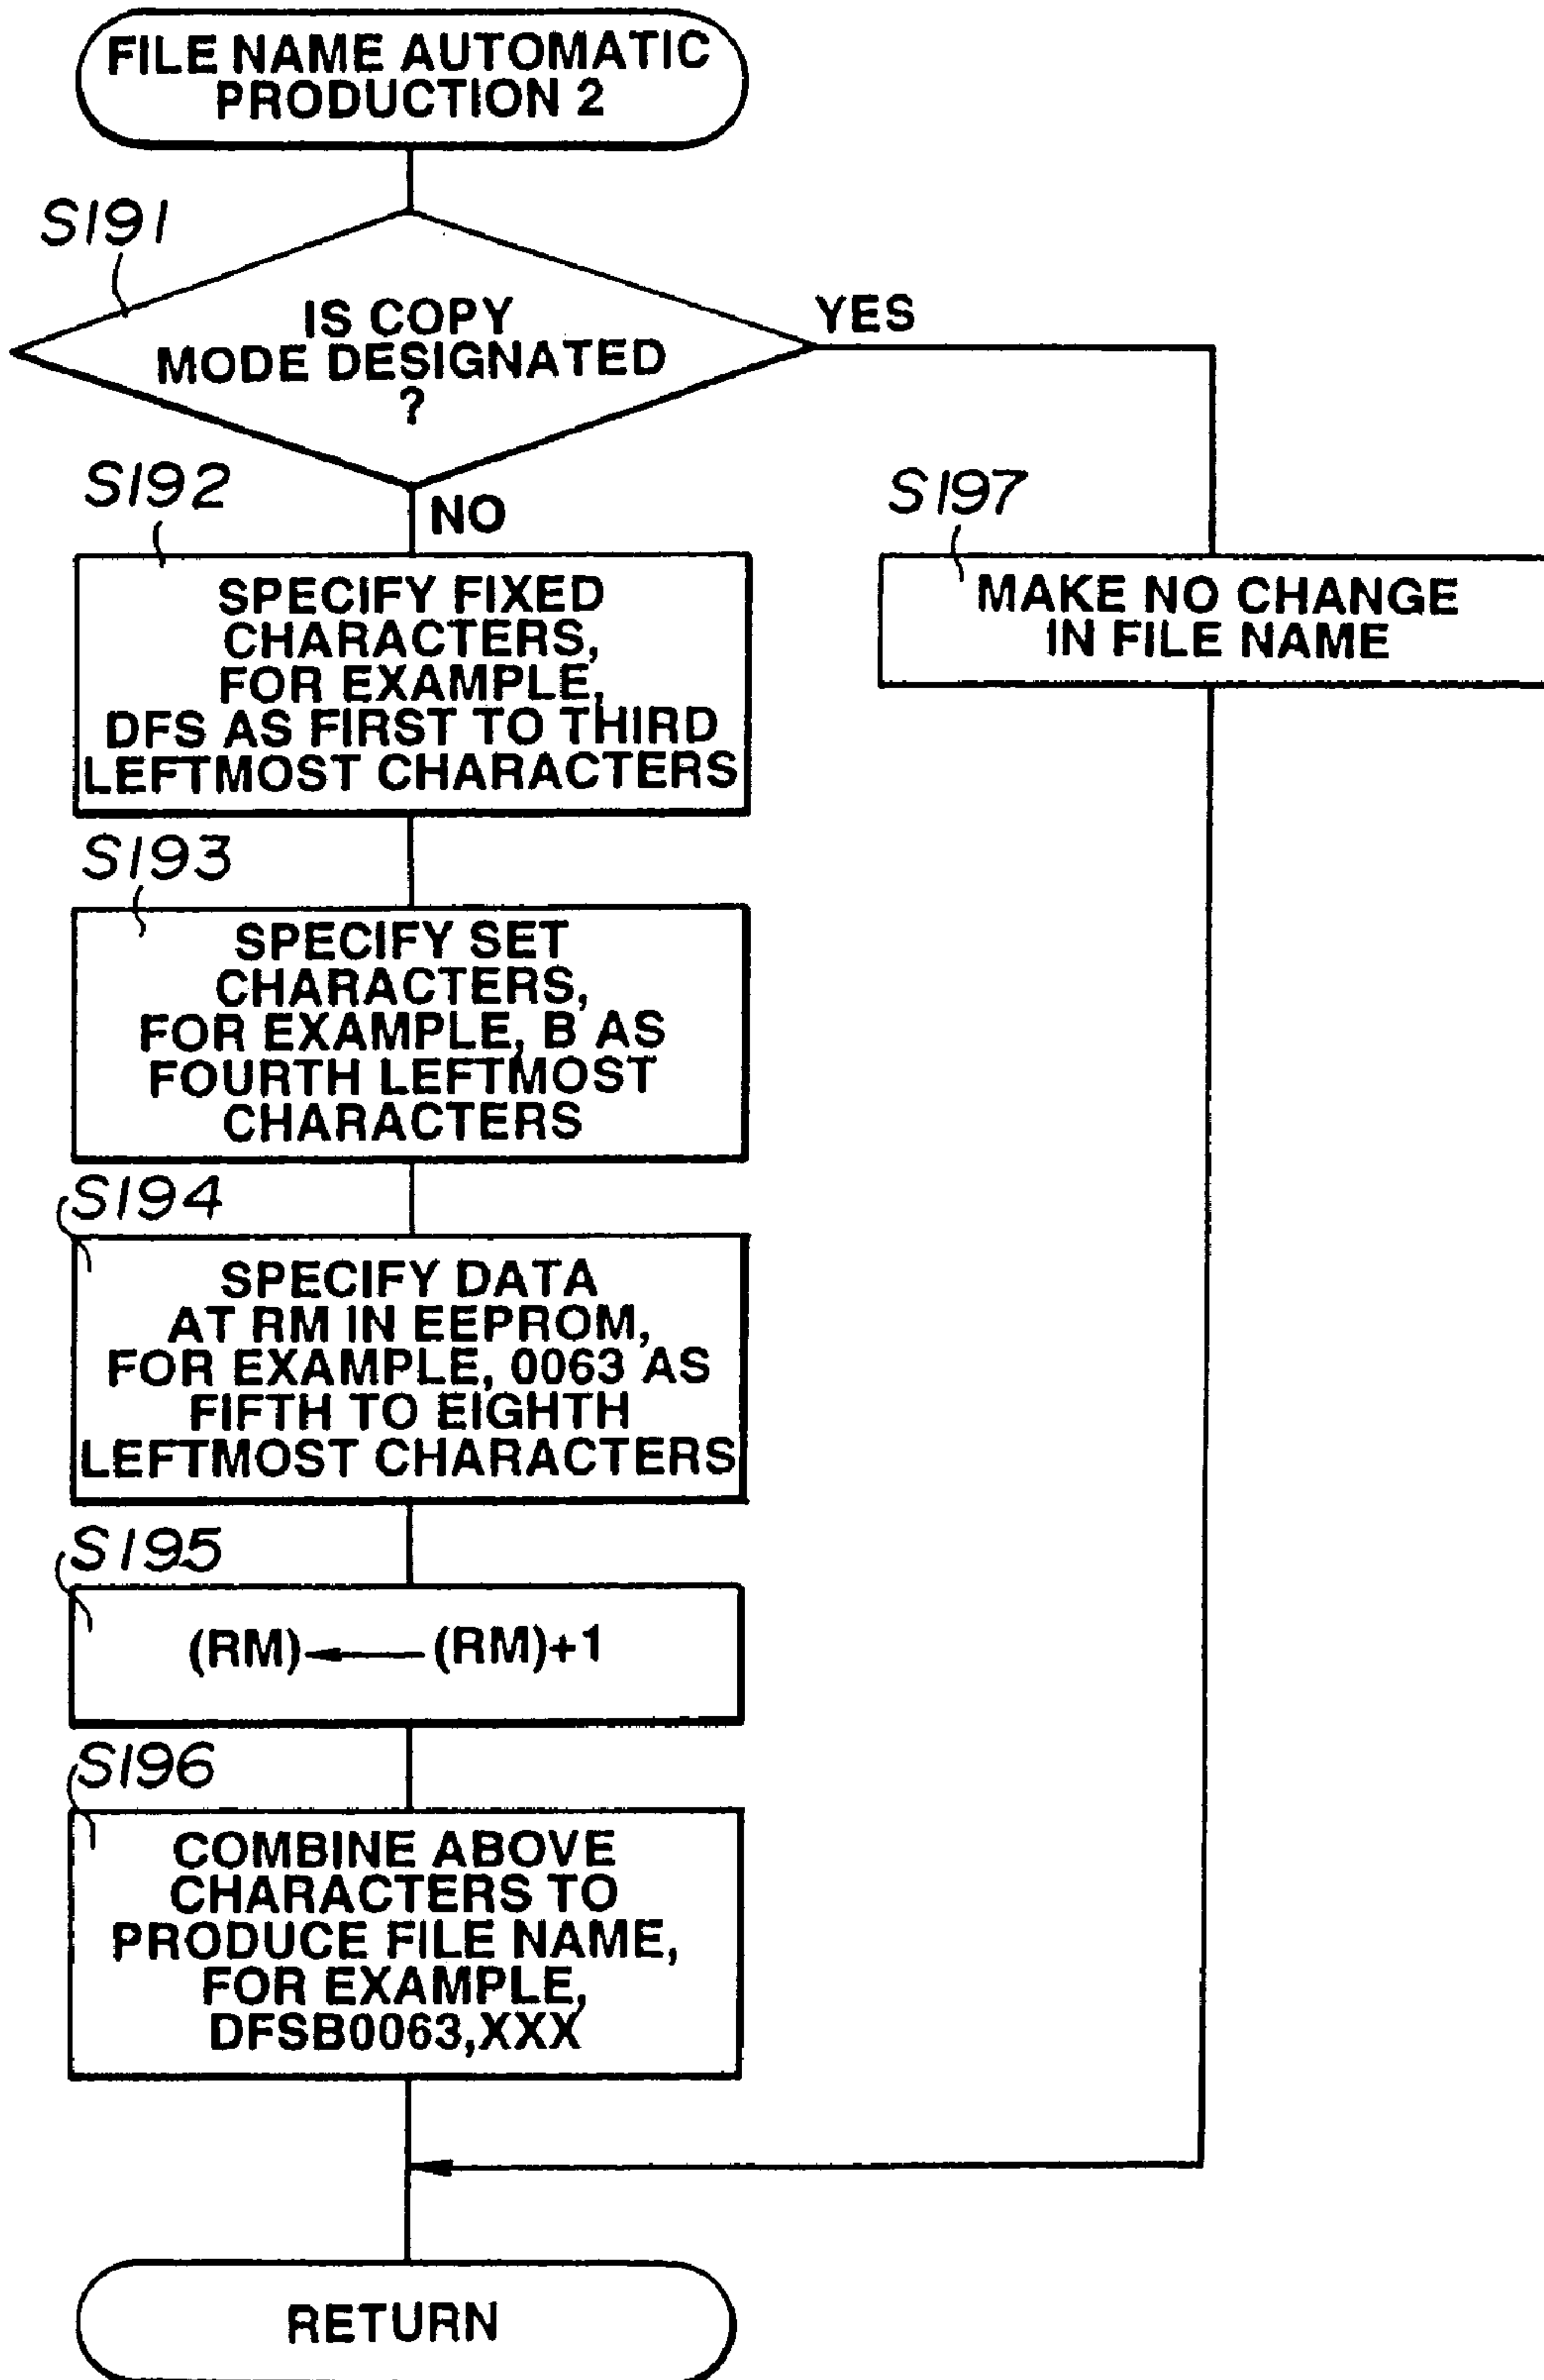 FILE NAME AUTOMATIC
PRODUCTION 2
S191
IS COPY
MODE DESIGNATED
?
YES
NO
S192
SPECIFY FIXED
CHARACTERS,
FOR EXAMPLE,
DFS AS FIRST TO THIRD
LEFTMOST CHARACTERS
S197
MAKE NO CHANGE
IN FILE NAME
S193
SPECIFY SET
CHARACTERS,
FOR EXAMPLE, B AS
FOURTH LEFTMOST
CHARACTERS
S194
SPECIFY DATA
AT RM IN EEPROM,
FOR EXAMPLE, 0063 AS
FIFTH TO EIGHTH
LEFTMOST CHARACTERS
S195
(RM) ← (RM)+1
S196
COMBINE ABOVE
CHARACTERS TO
PRODUCE FILE NAME,
FOR EXAMPLE,
DFSB0063,XXX
RETURN